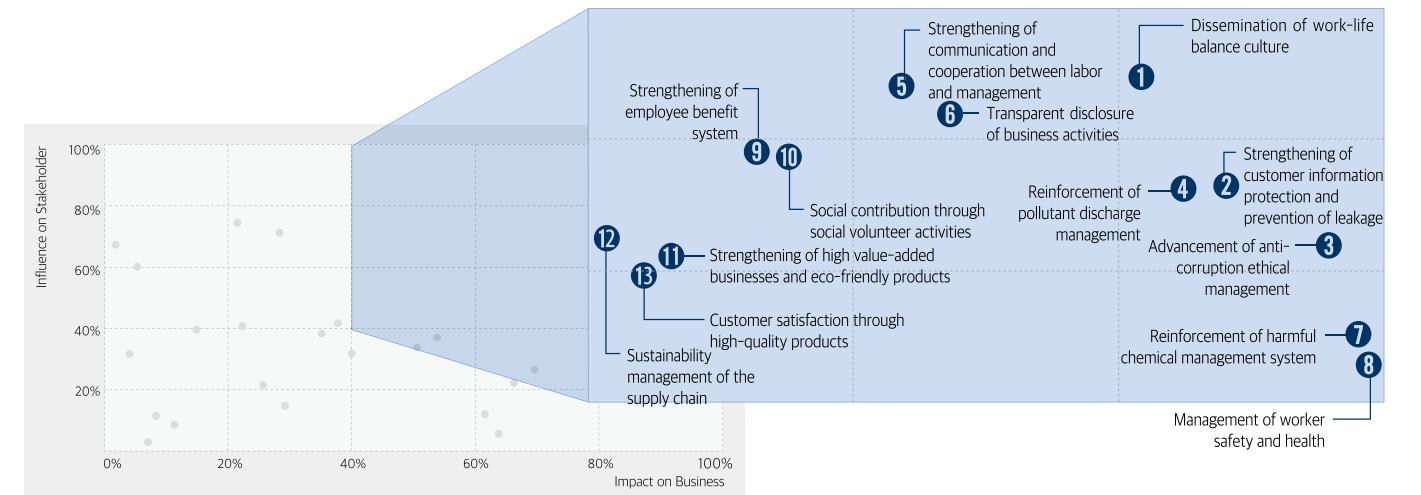 Strengthening of
communication and
cooperation between labor
and management
5
Dissemination of work-life
balance culture
1
6
Transparent disclosure
of business activities
Strengthening of
employee benefit
system
9
10
Social contribution through
social volunteer activities
Strengthening of
customer information
protection and
prevention of leakage
2
4
Reinforcement of
pollutant discharge
management
3
Advancement of anti-
corruption ethical
management
12
11
Strengthening of high value-added
businesses and eco-friendly products
13
Customer satisfaction through
high-quality products
Sustainability
management of the
supply chain
7
Reinforcement of harmful
chemical management system
8
Management of worker
safety and health
Influence on Stakeholder
100%
80%
60%
40%
20%
0%
20%
40%
60%
80%
100%
Impact on Business